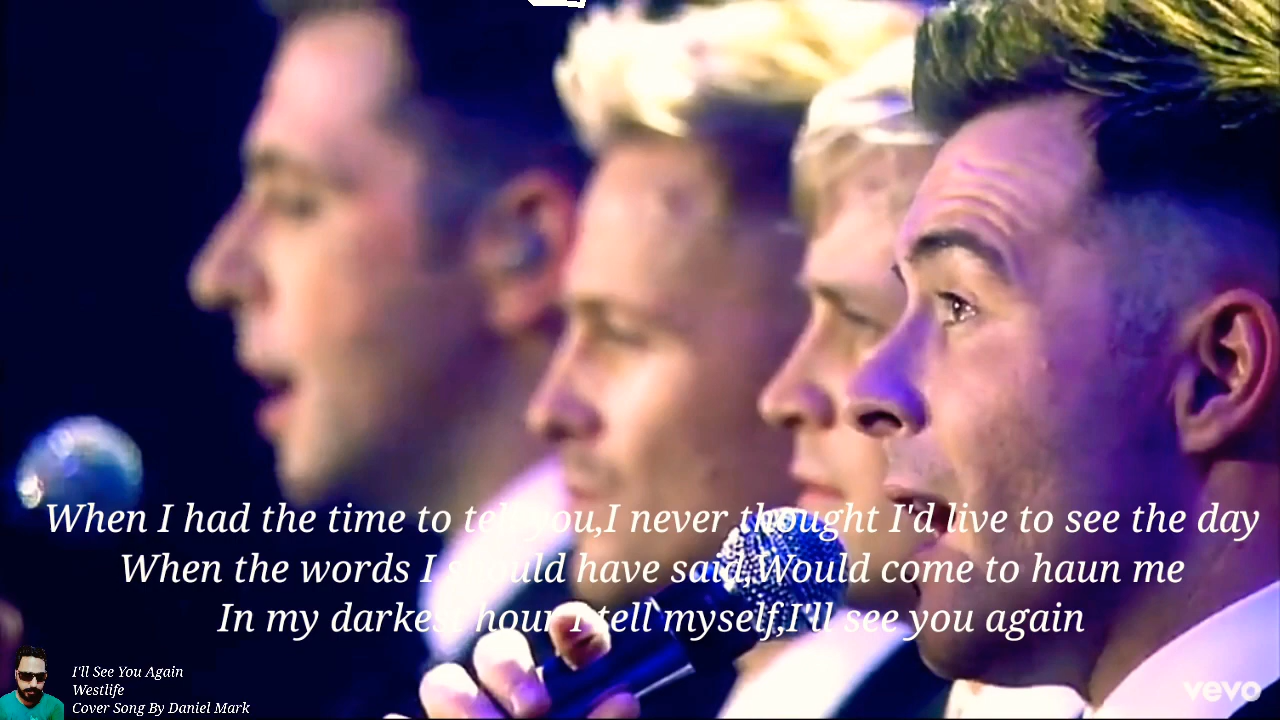 When I had the time to tell you,I never thought I'd live to see the day
When the words I should have said,Would come to haun me
In my darkest hour I tell myself,I'll see you again
I'll See You Again
Westlife
Cover Song By Daniel Mark
vevo